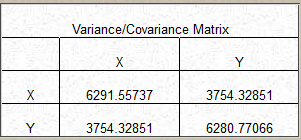 Variance/Covariance Matrix
X Y
X 6291.55737 3754.32851
Y 3754.32851 6280.77066